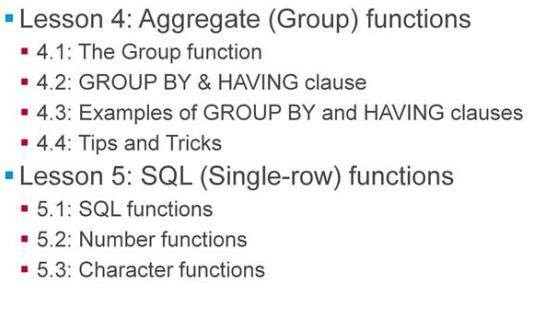 Lesson 4: Aggregate (Group) functions
4.1: The Group function
4.2: GROUP BY & HAVING clause
4.3: Examples of GROUP BY and HAVING clauses
4.4: Tips and Tricks
Lesson 5: SQL (Single-row) functions
5.1: SQL functions
5.2: Number functions
5.3: Character functions